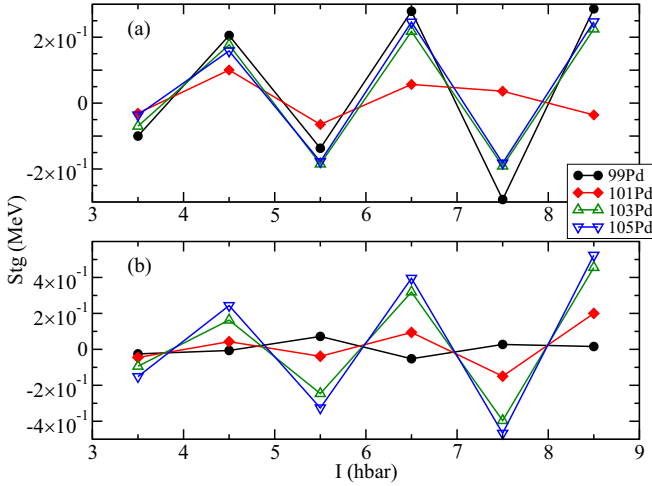 (a)
2×10⁻¹
0
-2×10⁻¹
3 4 5 6 7 8 9
99Pd
101Pd
103Pd
105Pd
Stg (MeV)
(b)
4×10⁻¹
2×10⁻¹
0
-2×10⁻¹
-4×10⁻¹
3 4 5 6 7 8 9
I (hbar)